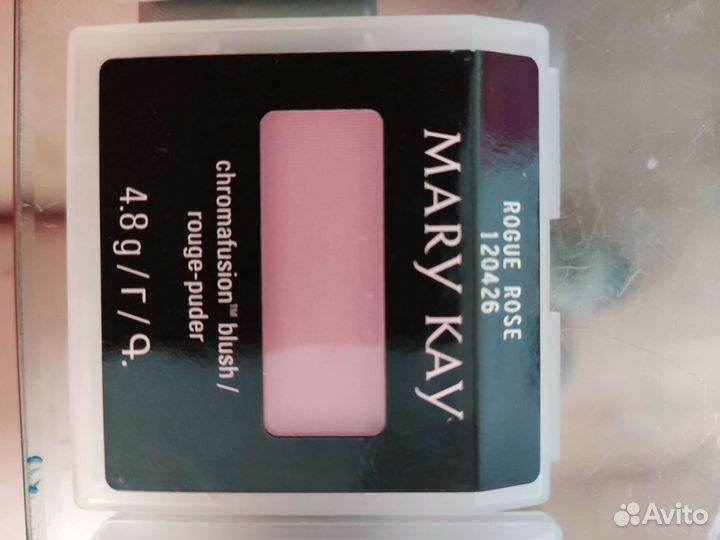 ROGUE ROSE
120426
MARY KAY
chromafusion™ blush /
rouge-puder
4.8 g / г / գ.
Avito